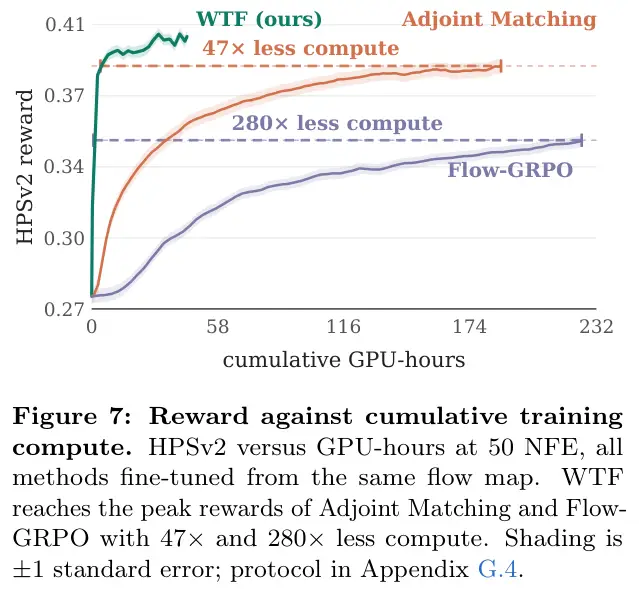 WTF (ours)
Adjoint Matching
47× less compute
280× less compute
Flow-GRPO
HPSv2 reward
0.41
0.37
0.34
0.30
0.27
0
58
116
174
232
cumulative GPU-hours
Figure 7: Reward against cumulative training
compute. HPSv2 versus GPU-hours at 50 NFE, all
methods fine-tuned from the same flow map. WTF
reaches the peak rewards of Adjoint Matching and Flow-
GRPO with 47× and 280× less compute. Shading is
±1 standard error; protocol in Appendix G.4.